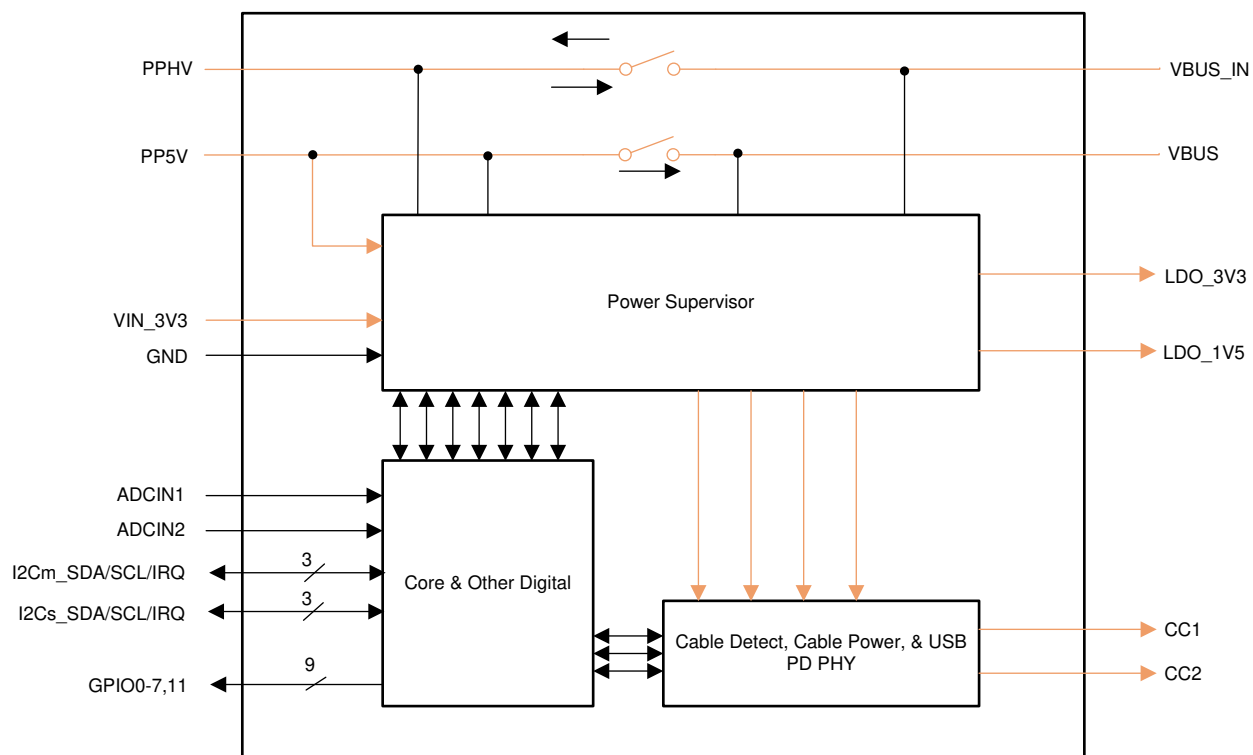 PPHV
VBUS_IN
PP5V
VBUS
Power Supervisor
LDO_3V3
VIN_3V3
GND
LDO_1V5
ADCIN1
ADCIN2
I2Cm_SDA/SCL/IRQ
3
I2Cs_SDA/SCL/IRQ
3
Core & Other Digital
GPIO0-7,11
9
Cable Detect, Cable Power, & USB
PD PHY
CC1
CC2